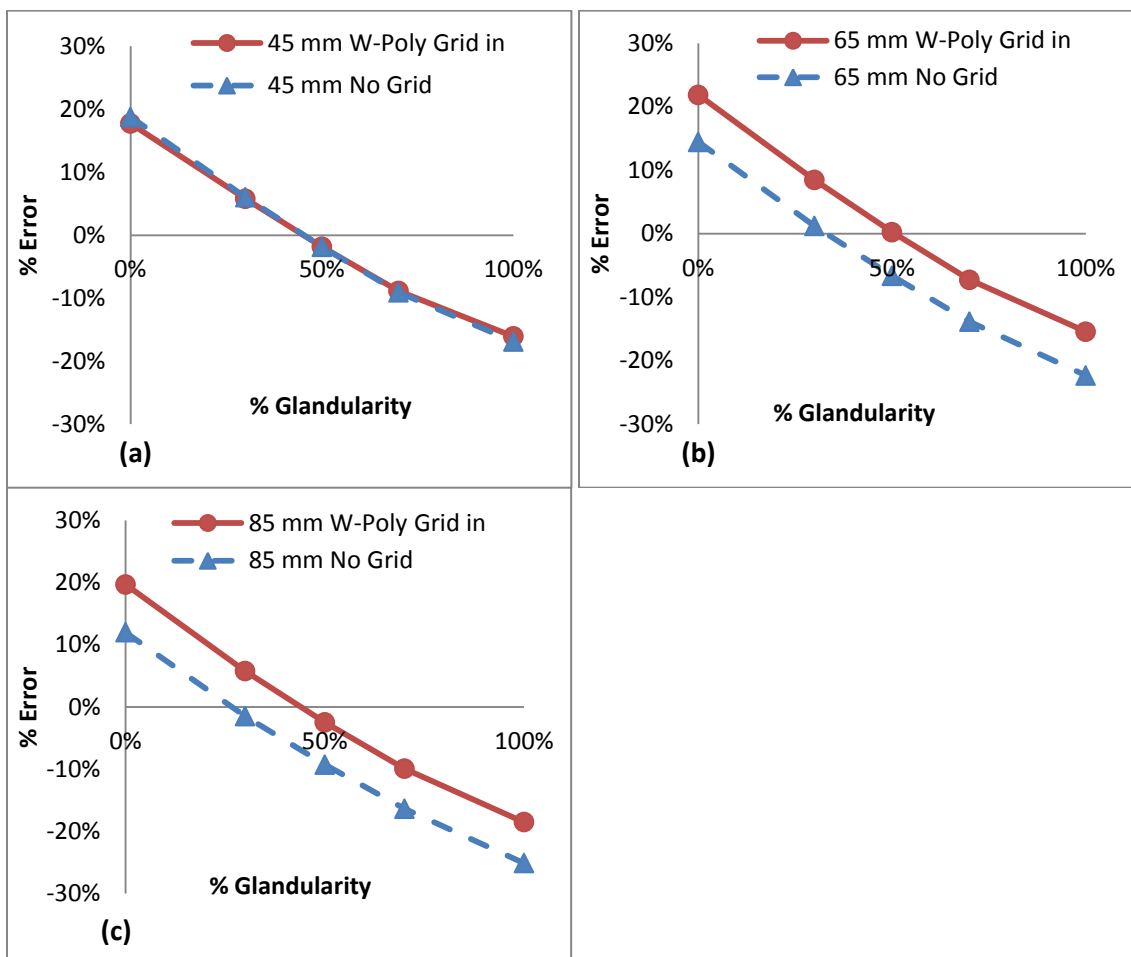 30%
20%
10%
0%
-10%
-20%
-30%
0%
50%
100%
% Error
% Glandularity
45 mm W-Poly Grid in
45 mm No Grid
(a)
30%
20%
10%
0%
-10%
-20%
-30%
0%
50%
100%
% Error
% Glandularity
65 mm W-Poly Grid in
65 mm No Grid
(b)
30%
20%
10%
0%
-10%
-20%
-30%
0%
50%
100%
% Error
% Glandularity
85 mm W-Poly Grid in
85 mm No Grid
(c)